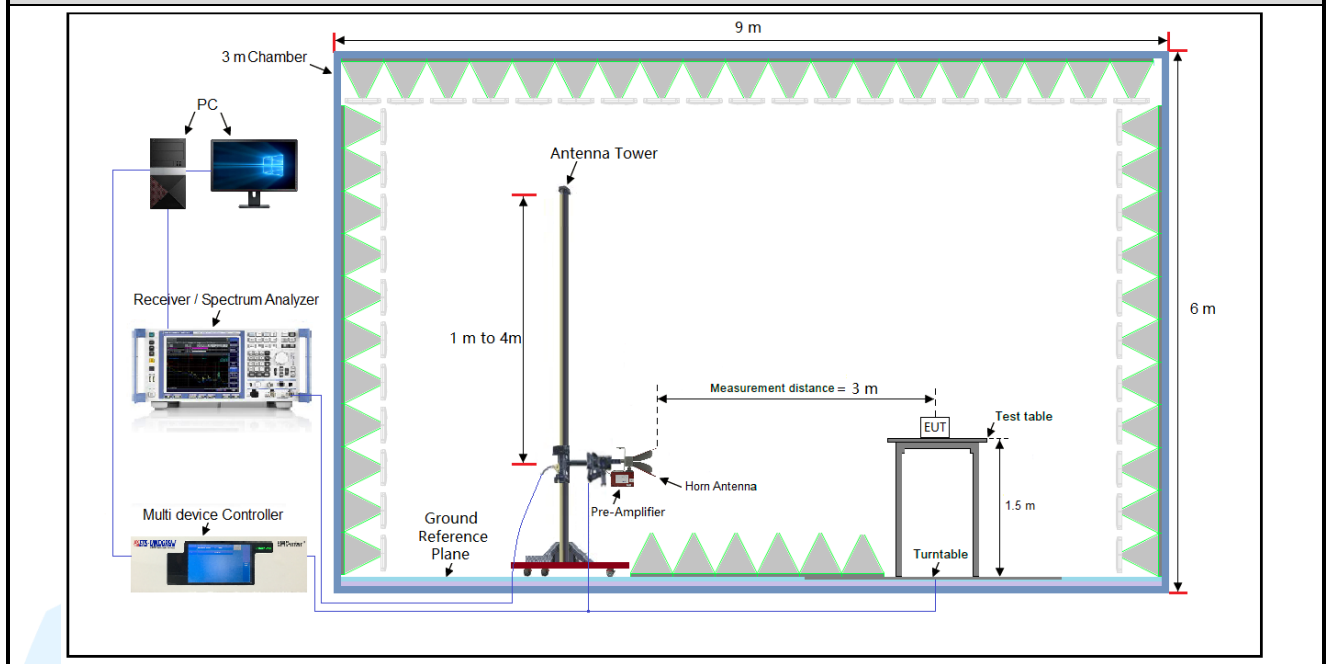 9 m
3 m Chamber
PC
Antenna Tower
Receiver / Spectrum Analyzer
6 m
1 m to 4m
Measurement distance = 3 m
EUT
Test table
Horn Antenna
Pre-Amplifier
1.5 m
Multi device Controller
Ground
Reference
Plane
Turntable